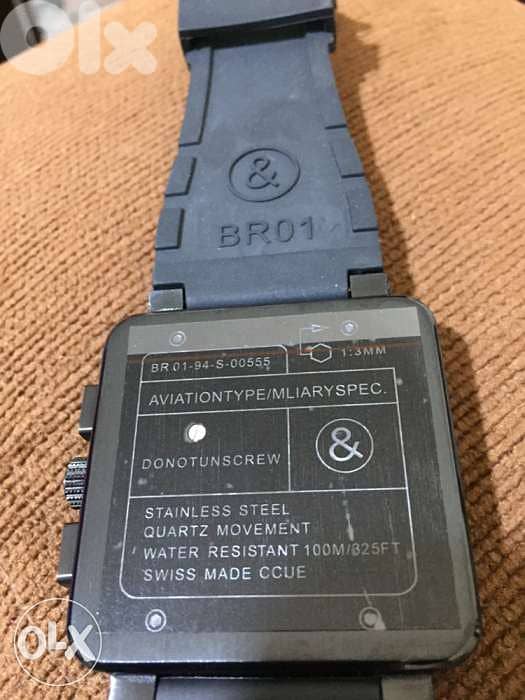 OLX
&
BR01
BR.01-94-S-00555
1:3MM
AVIATIONTYPE/MLIARYSPEC.
DONOTUNSCREW
&
STAINLESS STEEL
QUARTZ MOVEMENT
WATER RESISTANT 100M/325FT
SWISS MADE CCUE
OLX